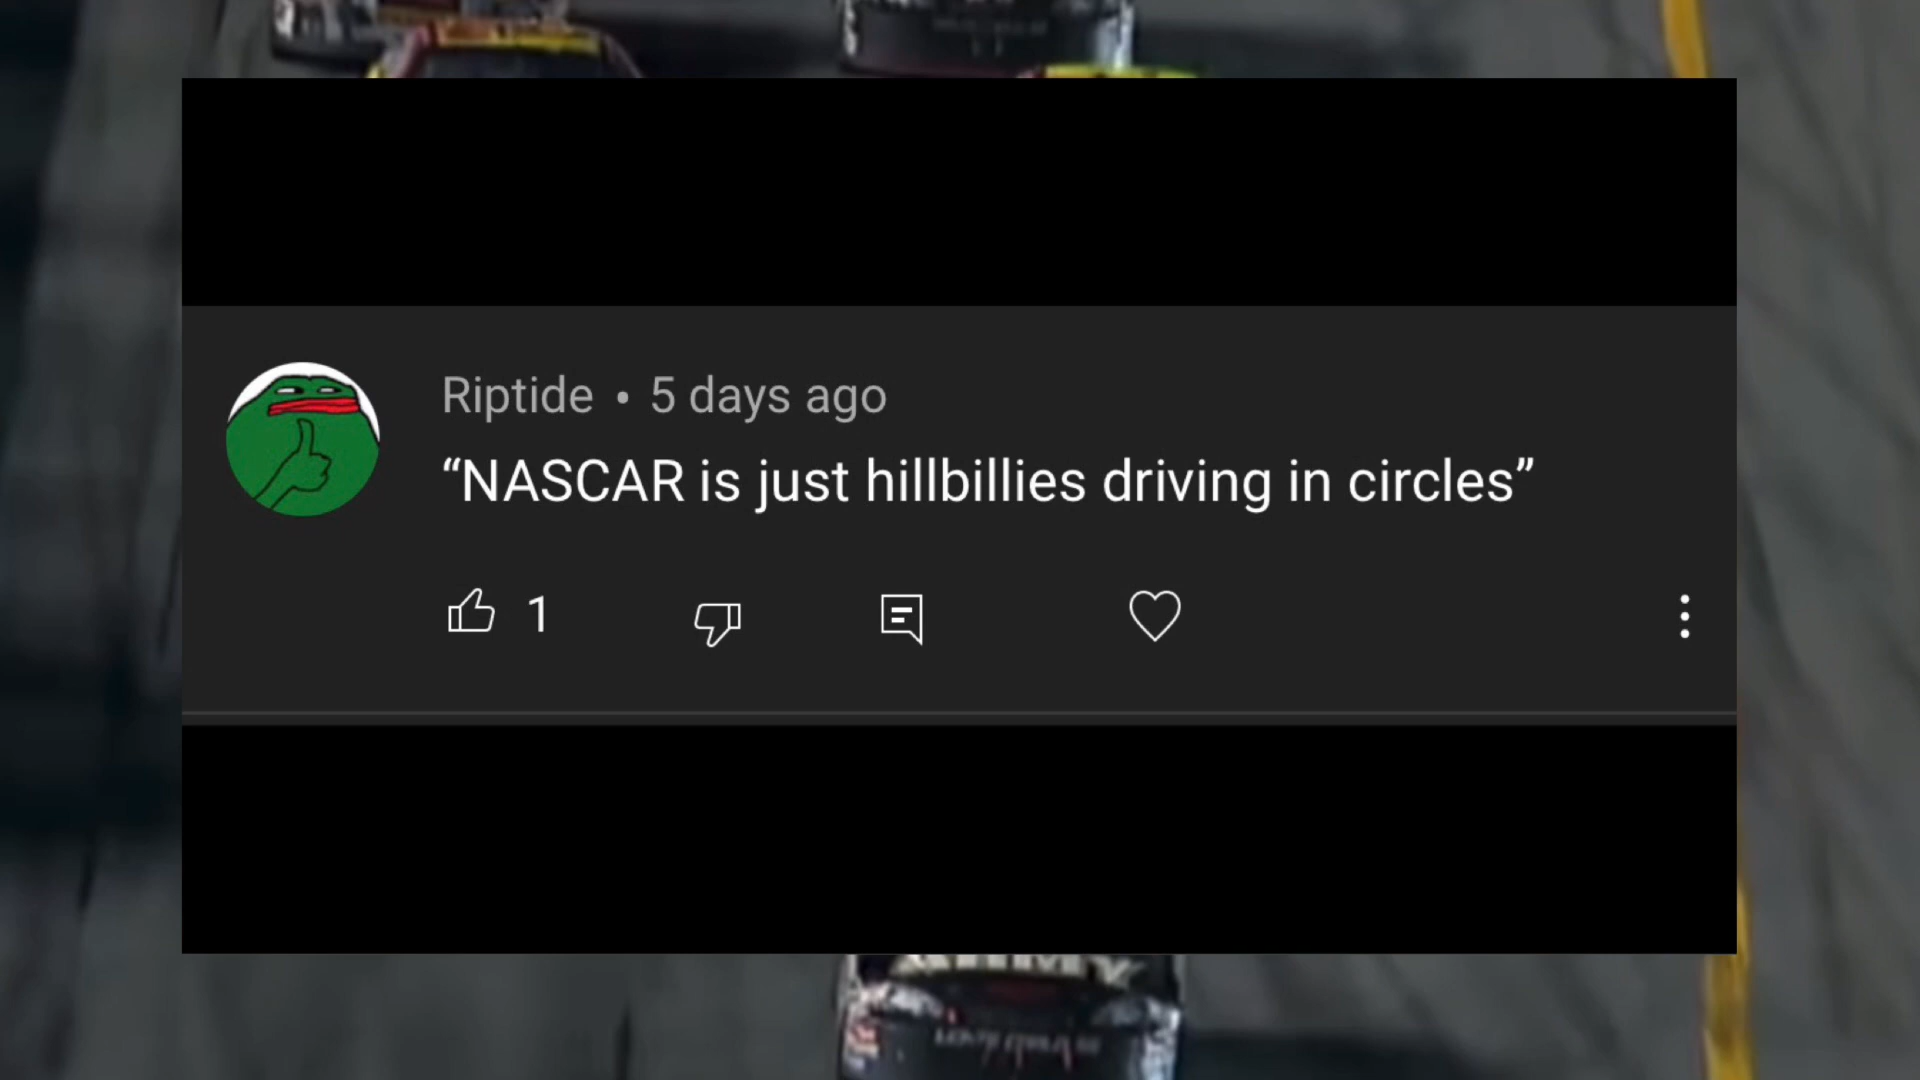 Riptide • 5 days ago
“NASCAR is just hillbillies driving in circles”
1